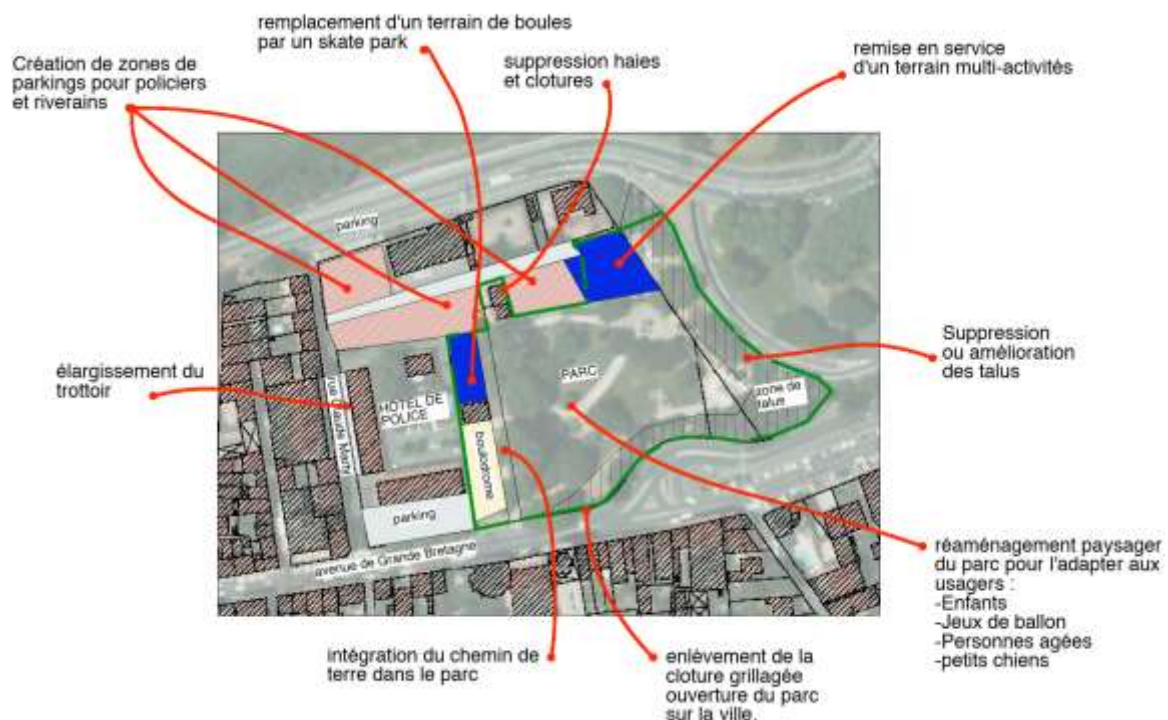 remplacement d'un terrain de boules
par un skate park
Création de zones de
parkings pour policiers
et riverains
suppression haies
et clotures
remise en service
d'un terrain multi-activités
parking
élargissement du
trottoir
rue Claude Marty
HOTEL DE
POLICE
PARC
boulodrome
zone de
talus
Suppression
ou amélioration
des talus
parking
avenue de Grande Bretagne
intégration du chemin de
terre dans le parc
enlèvement de la
cloture grillagée
ouverture du parc
sur la ville.
réaménagement paysager
du parc pour l'adapter aux
usagers :
-Enfants
-Jeux de ballon
-Personnes agées
-petits chiens